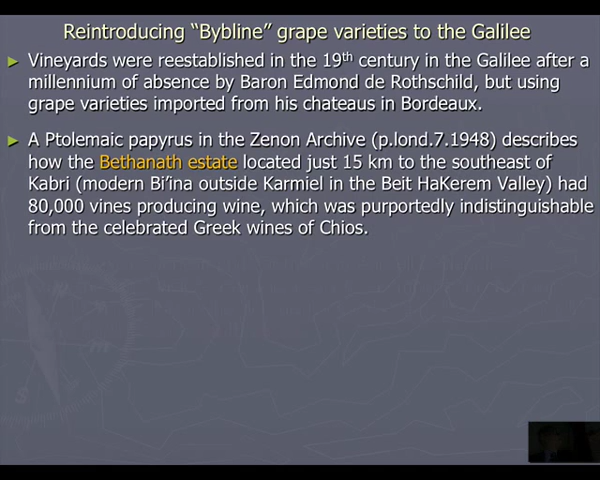 Reintroducing “Bybline” grape varieties to the Galilee
► Vineyards were reestablished in the 19th century in the Galilee after a
millennium of absence by Baron Edmond de Rothschild, but using
grape varieties imported from his chateaus in Bordeaux.
► A Ptolemaic papyrus in the Zenon Archive (p.lond.7.1948) describes
how the Bethanath estate located just 15 km to the southeast of
Kabri (modern Bi’ina outside Karmiel in the Beit HaKerem Valley) had
80,000 vines producing wine, which was purportedly indistinguishable
from the celebrated Greek wines of Chios.